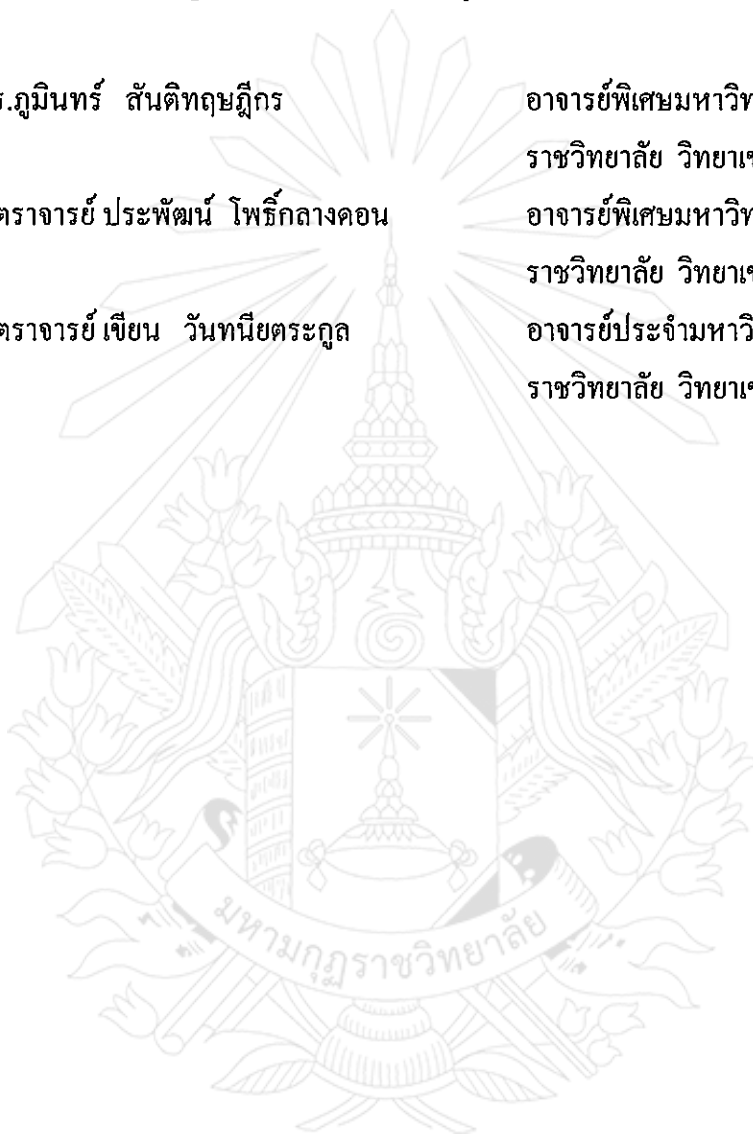 ร.ภูมินทร์ สันติทฤษฎีกร อาจารย์พิเศษมหาวิท
ราชวิทยาลัย วิทยาเข
ตราจารย์ ประพัฒน์ โพธิ์กลางดอน อาจารย์พิเศษมหาวิท
ราชวิทยาลัย วิทยาเข
ตราจารย์ เขียน วันทนียตระกูล อาจารย์ประจำมหาวิ
ราชวิทยาลัย วิทยาเข
มหามกุฏราชวิทยาลัย